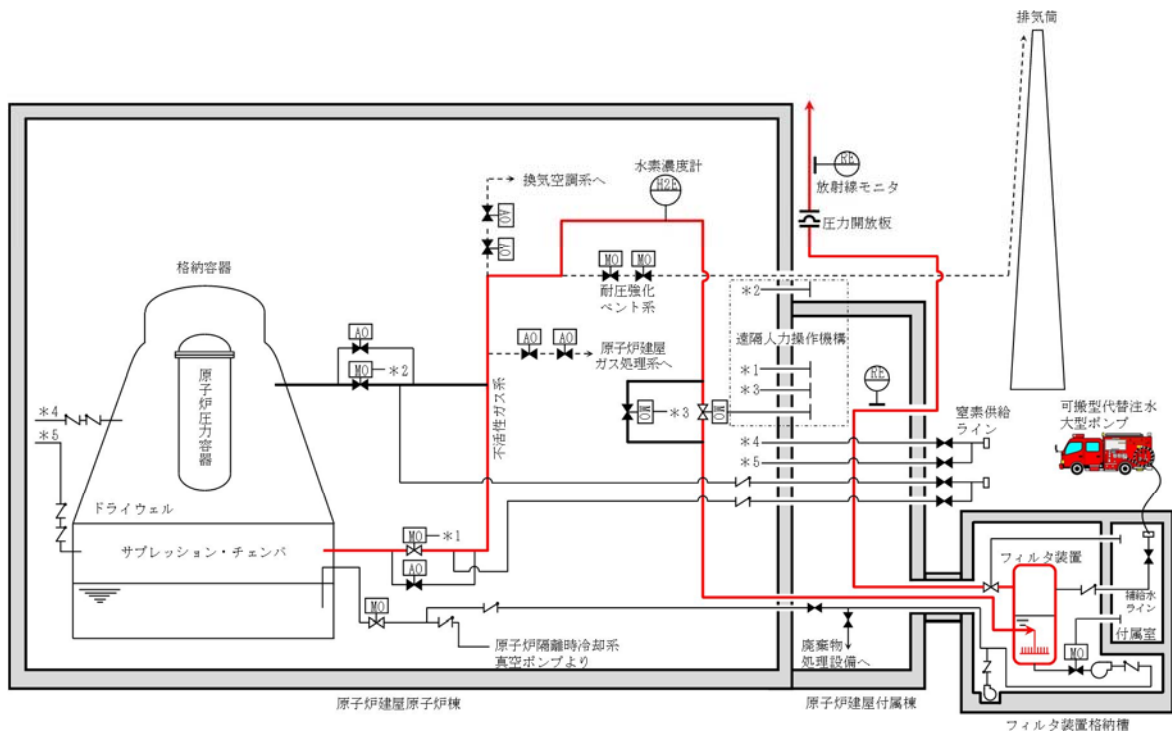 排気筒
水素濃度計
H2E
RE
放射線モニタ
換気空調系へ
AO
AO
圧力開放板
格納容器
MO
MO
耐圧強化
ベント系
*2
AO
MO
*2
AO
AO
原子炉建屋
ガス処理系へ
遠隔人力操作機構
*1
*3
RE
原子炉圧力容器
不活性ガス系
MO
*3
MO
*4
*5
*4
*5
窒素供給
ライン
可搬型代替注水
大型ポンプ
ドライウェル
サプレッション・チェンバ
MO
*1
AO
フィルタ装置
補給水
ライン
付属室
MO
MO
原子炉隔離時冷却系
真空ポンプより
廃棄物
処理設備へ
原子炉建屋原子炉棟
原子炉建屋付属棟
フィルタ装置格納槽